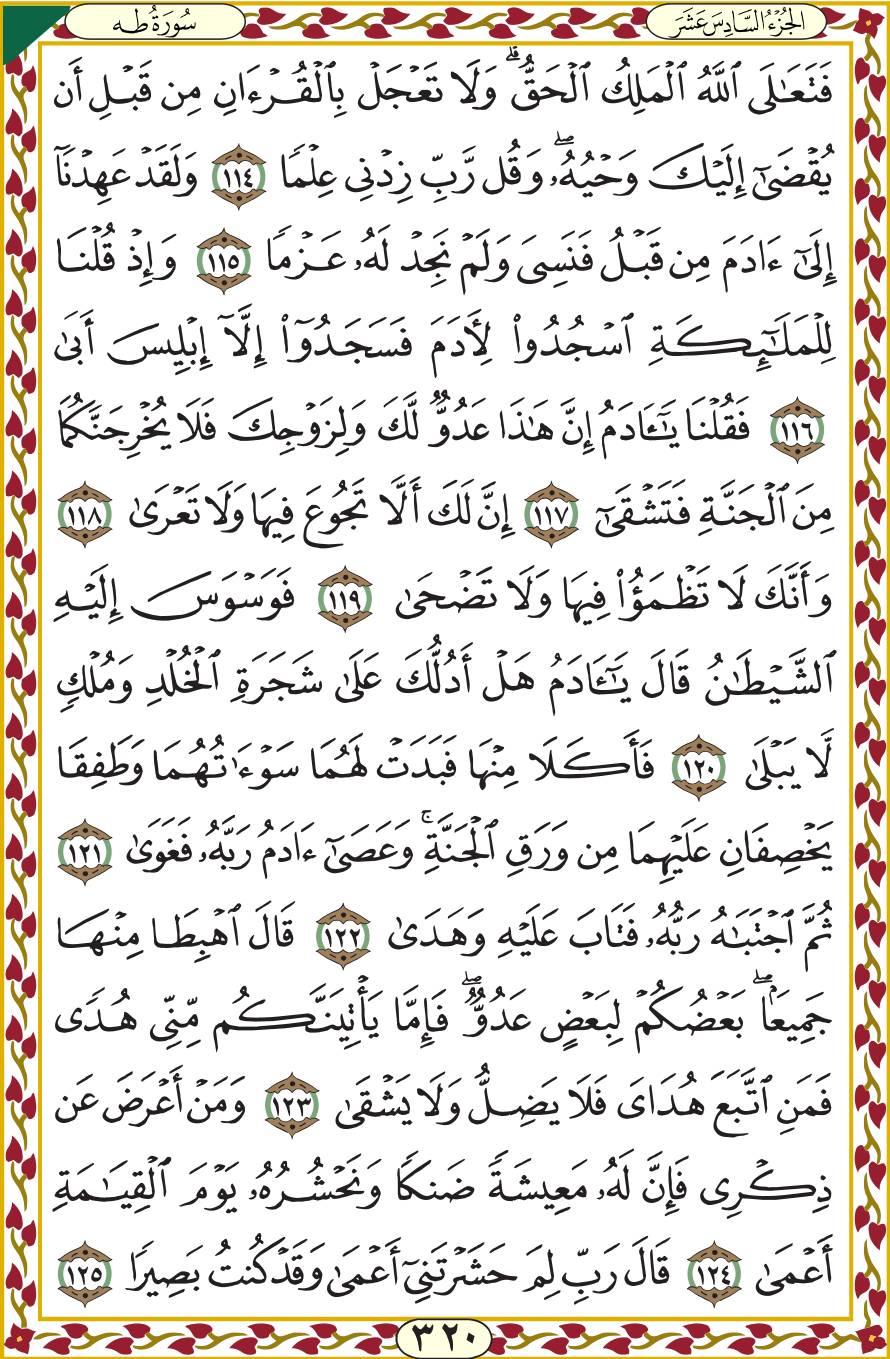 الجُزْءُ السَّادِسَ عَشَرَ
سُورَةُ طه
فَتَعَٰلَى ٱللَّهُ ٱلْمَلِكُ ٱلْحَقُّ ۗ وَلَا تَعْجَلْ بِٱلْقُرْءَانِ مِن قَبْلِ أَن
يُقْضَىٰٓ إِلَيْكَ وَحْيُهُۥ ۖ وَقُل رَّبِّ زِدْنِى عِلْمًا ١١٤ وَلَقَدْ عَهِدْنَآ
إِلَىٰٓ ءَادَمَ مِن قَبْلُ فَنَسِىَ وَلَمْ نَجِدْ لَهُۥ عَزْمًا ١١٥ وَإِذْ قُلْنَا
لِلْمَلَٰٓئِكَةِ ٱسْجُدُوا۟ لِأَدَمَ فَسَجَدُوٓا۟ إِلَّآ إِبْلِيسَ أَبَىٰ
١١٦ فَقُلْنَا يَٰٓـَٔادَمُ إِنَّ هَٰذَا عَدُوٌّ لَّكَ وَلِزَوْجِكَ فَلَا يُخْرِجَنَّكُمَا
مِنَ ٱلْجَنَّةِ فَتَشْقَىٰٓ ١١٧ إِنَّ لَكَ أَلَّا تَجُوعَ فِيهَا وَلَا تَعْرَىٰ ١١٨
وَأَنَّكَ لَا تَظْمَؤُا۟ فِيهَا وَلَا تَضْحَىٰ ١١٩ فَوَسْوَسَ إِلَيْهِ
ٱلشَّيْطَٰنُ قَالَ يَٰٓـَٔادَمُ هَلْ أَدُلُّكَ عَلَىٰ شَجَرَةِ ٱلْخُلْدِ وَمُلْكٍ
لَّا يَبْلَىٰ ١٢٠ فَأَكَلَا مِنْهَا فَبَدَتْ لَهُمَا سَوْءَٰتُهُمَا وَطَفِقَا
يَخْصِفَانِ عَلَيْهِمَا مِن وَرَقِ ٱلْجَنَّةِ ۚ وَعَصَىٰٓ ءَادَمُ رَبَّهُۥ فَغَوَىٰ ١٢١
ثُمَّ ٱجْتَبَٰهُ رَبُّهُۥ فَتَابَ عَلَيْهِ وَهَدَىٰ ١٢٢ قَالَ ٱهْبِطَا مِنْهَا
جَمِيعًۢا ۖ بَعْضُكُمْ لِبَعْضٍ عَدُوٌّ ۖ فَإِمَّا يَأْتِيَنَّكُم مِّنِّى هُدًى
فَمَنِ ٱتَّبَعَ هُدَاىَ فَلَا يَضِلُّ وَلَا يَشْقَىٰ ١٢٣ وَمَنْ أَعْرَضَ عَن
ذِكْرِى فَإِنَّ لَهُۥ مَعِيشَةً ضَنكًا وَنَحْشُرُهُۥ يَوْمَ ٱلْقِيَٰمَةِ
أَعْمَىٰ ١٢٤ قَالَ رَبِّ لِمَ حَشَرْتَنِىٓ أَعْمَىٰ وَقَدْ كُنتُ بَصِيرًا ١٢٥
٣٢٠